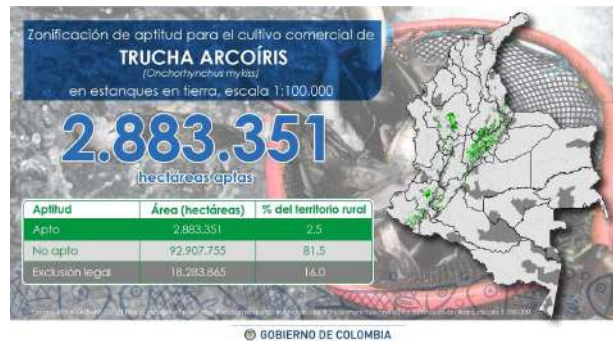 Zonificación de aptitud para el cultivo comercial de
TRUCHA ARCOÍRIS
(Onchorhynchus mykiss)
en estanques en tierra, escala 1:100.000
2.883.351
hectáreas aptas
Aptitud Área (hectáreas) % del territorio rural
Apto 2.883.351 2.5
No apto 92.907.755 81.5
Exclusión legal 18.283.865 16.0
GOBIERNO DE COLOMBIA